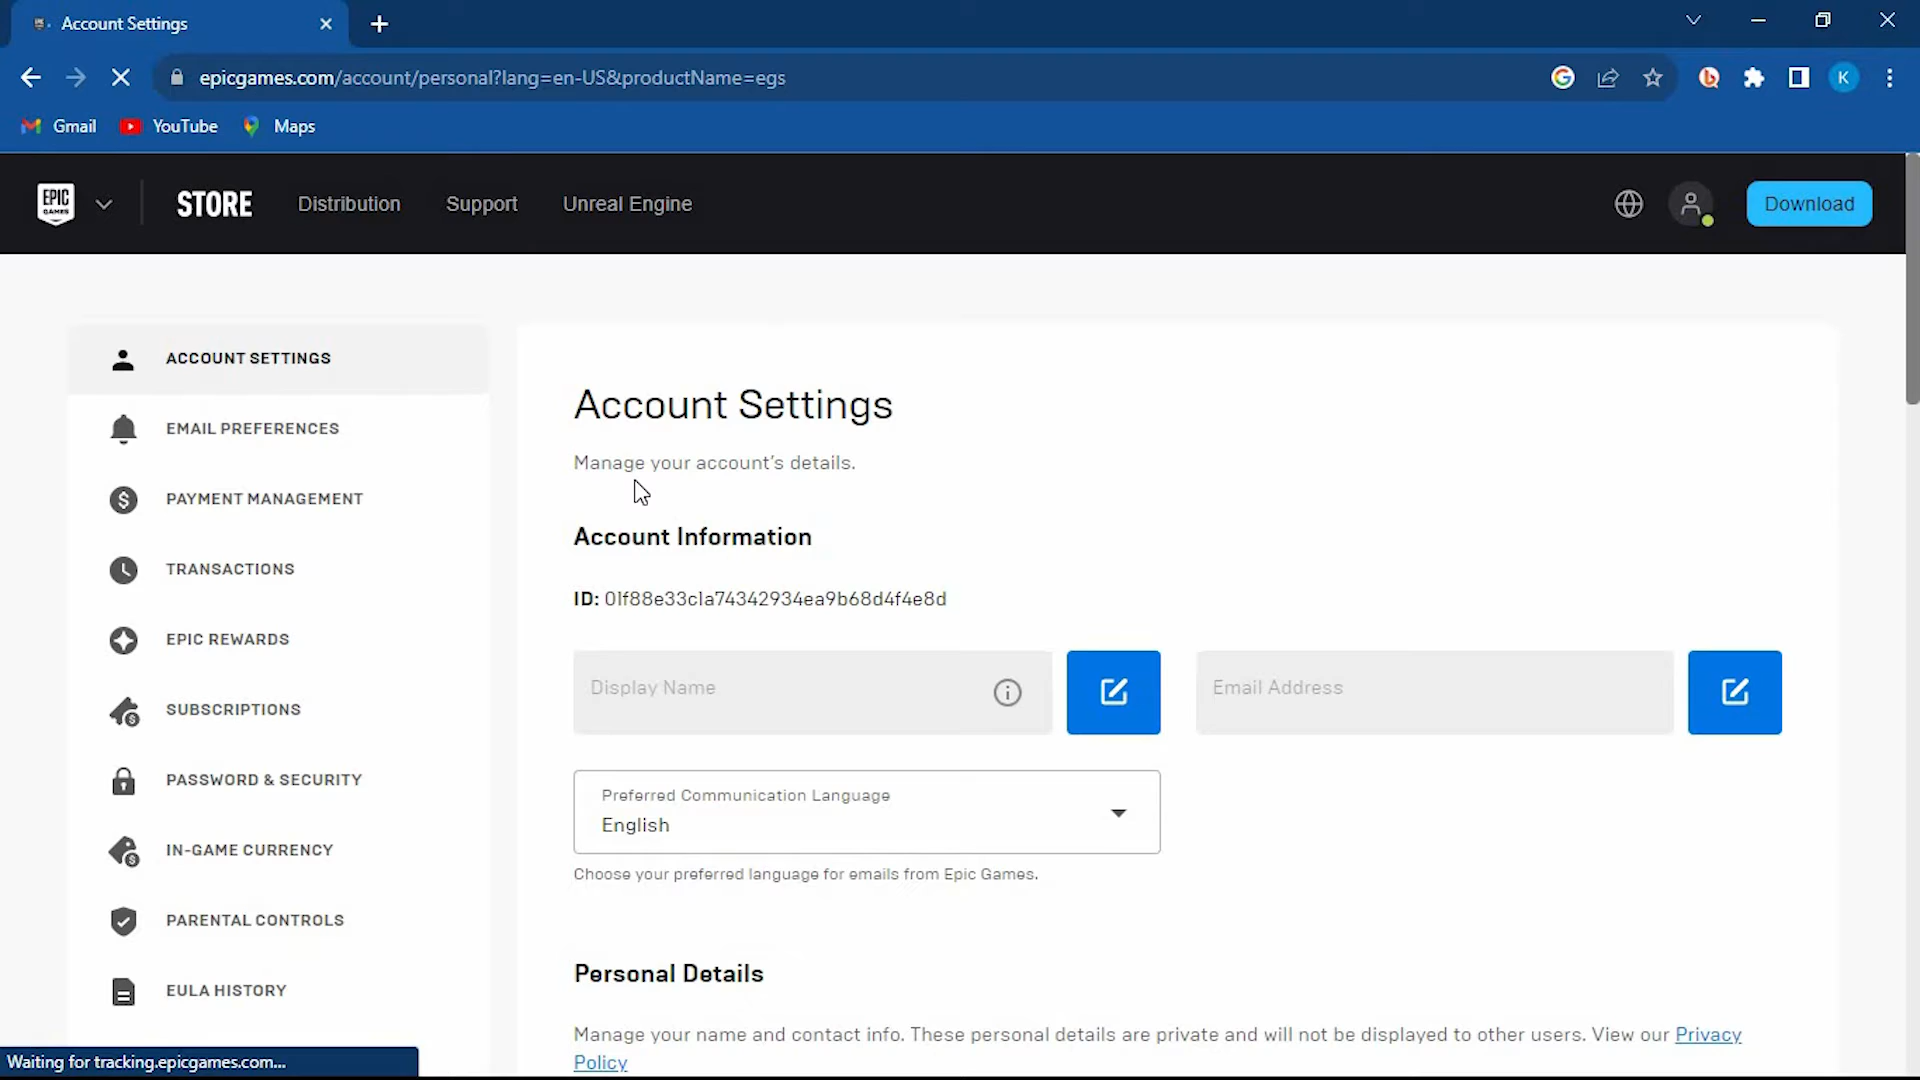 Account Settings
epicgames.com/account/personal?lang=en-US&productName=egs
K
Gmail
YouTube
Maps
EPIC
GAMES
STORE
Distribution
Support
Unreal Engine
Download
ACCOUNT SETTINGS
EMAIL PREFERENCES
PAYMENT MANAGEMENT
TRANSACTIONS
EPIC REWARDS
SUBSCRIPTIONS
PASSWORD & SECURITY
IN-GAME CURRENCY
PARENTAL CONTROLS
EULA HISTORY
Account Settings
Manage your account's details.
Account Information
ID: 01f88e33c1a74342934ea9b68d4f4e8d
Display Name
Email Address
Preferred Communication Language
English
Choose your preferred language for emails from Epic Games.
Personal Details
Manage your name and contact info. These personal details are private and will not be displayed to other users. View our Privacy
Policy
Waiting for tracking.epicgames.com...